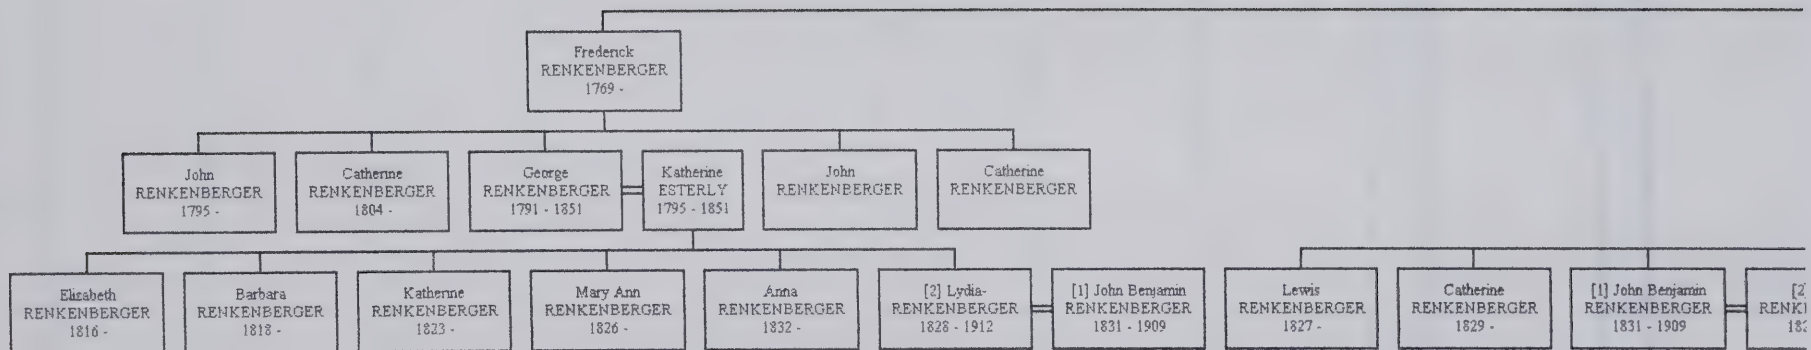 Frederick
RENKENBERGER
1769 -
John
RENKENBERGER
1795 -
Catherine
RENKENBERGER
1804 -
George
RENKENBERGER
1791 - 1851
Katherine
ESTERLY
1795 - 1851
John
RENKENBERGER
Catherine
RENKENBERGER
Elizabeth
RENKENBERGER
1816 -
Barbara
RENKENBERGER
1818 -
Katherine
RENKENBERGER
1823 -
Mary Ann
RENKENBERGER
1826 -
Anna
RENKENBERGER
1832 -
[2] Lydia-
RENKENBERGER
1828 - 1912
[1] John Benjamin
RENKENBERGER
1831 - 1909
Lewis
RENKENBERGER
1827 -
Catherine
RENKENBERGER
1829 -
[1] John Benjamin
RENKENBERGER
1831 - 1909
[2]